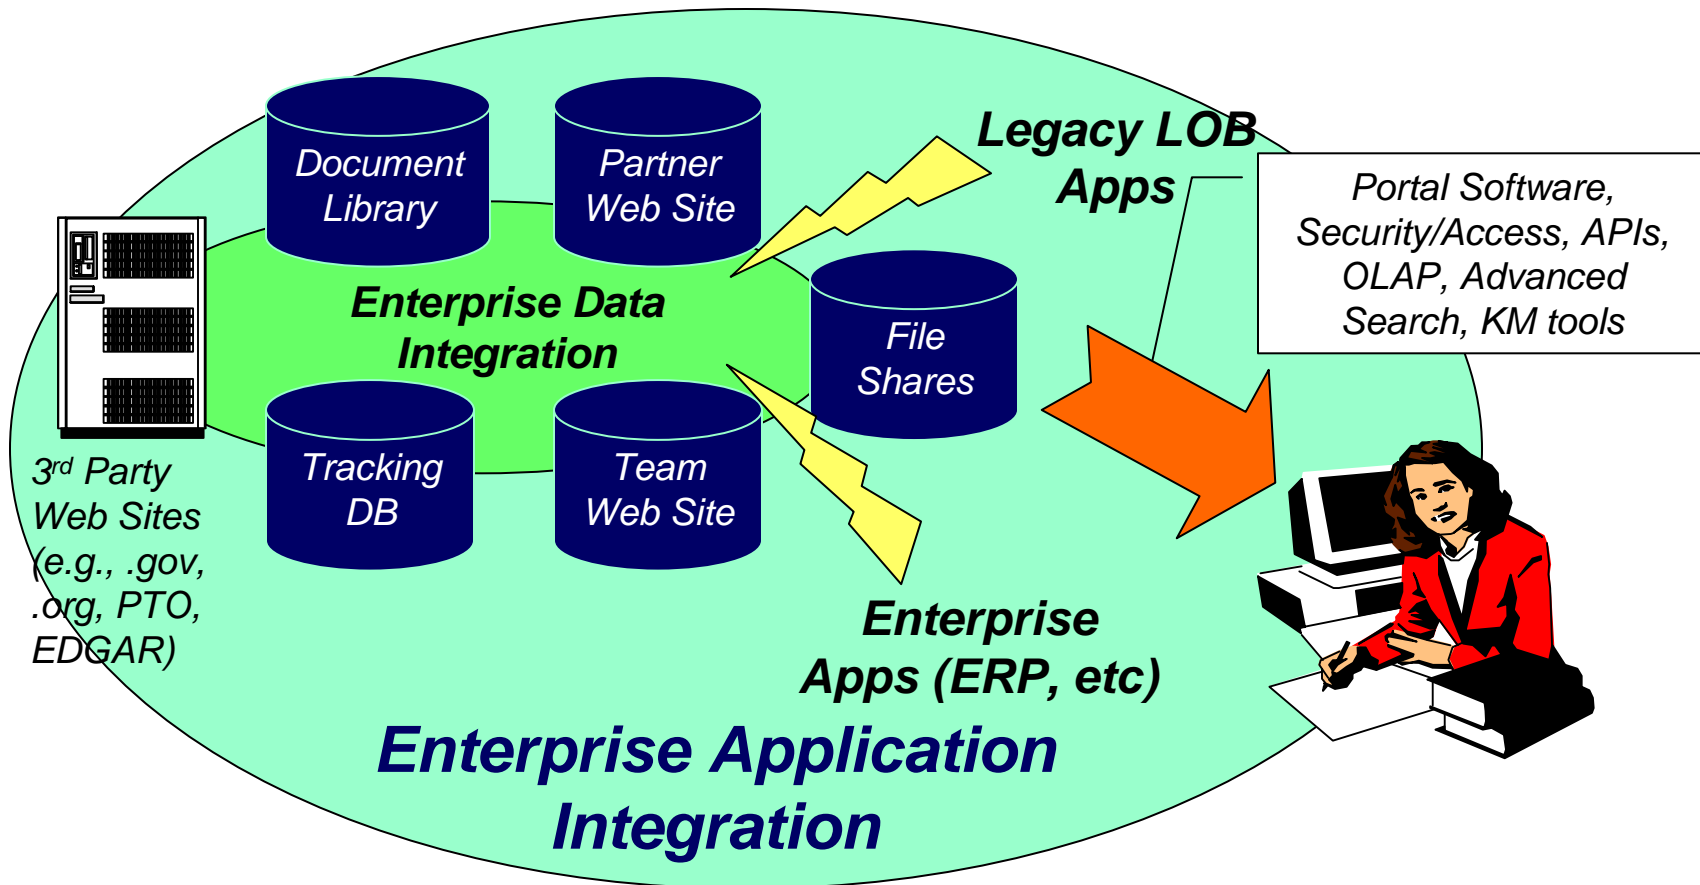 Document
Library
Partner
Web Site
Legacy LOB
Apps
Portal Software,
Security/Access, APIs,
OLAP, Advanced
Search, KM tools
Enterprise Data
Integration
File
Shares
3rd Party
Web Sites
(e.g., .gov,
.org, PTO,
EDGAR)
Tracking
DB
Team
Web Site
Enterprise
Apps (ERP, etc)
Enterprise Application
Integration